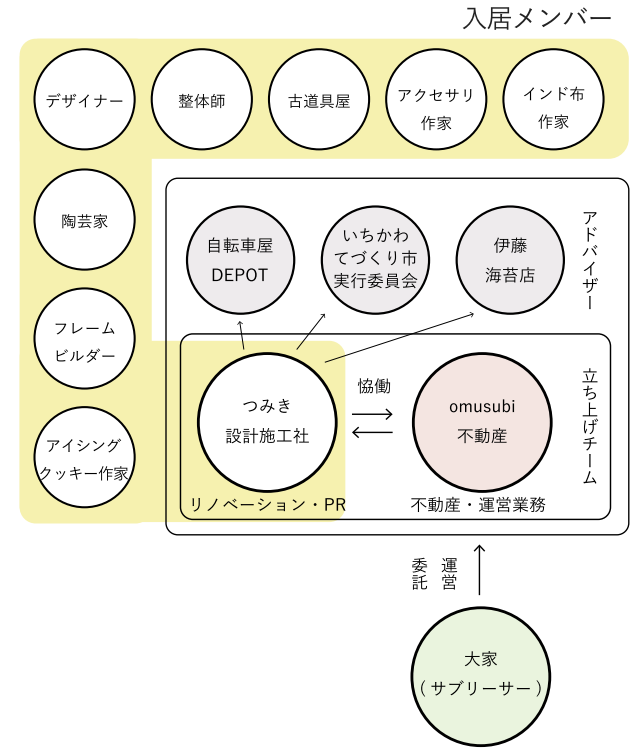 入居メンバー
デザイナー
整体師
古道具屋
アクセサリ
作家
インド布
作家
陶芸家
フレーム
ビルダー
アイシング
クッキー作家
自転車屋
DEPOT
いちかわ
てづくり市
実行委員会
伊藤
海苔店
アドバイザー
つみき
設計施工社
恊働
omusubi
不動産
立ち上げチーム
リノベーション・PR
不動産・運営業務
運営
委託
大家
(サブリーサー)